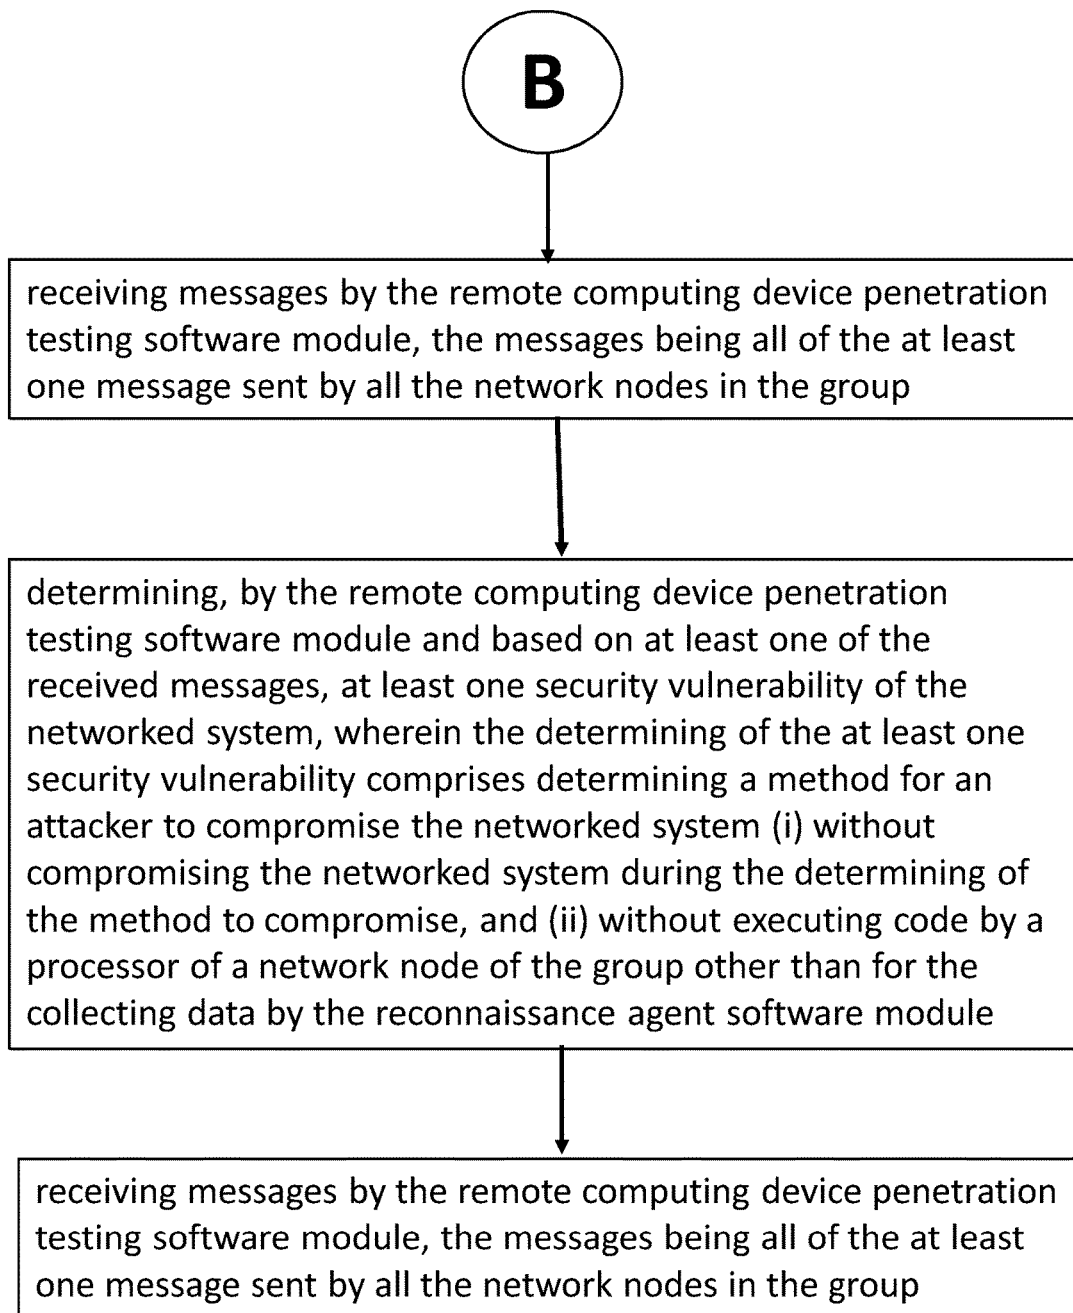 B
receiving messages by the remote computing device penetration
testing software module, the messages being all of the at least
one message sent by all the network nodes in the group
determining, by the remote computing device penetration
testing software module and based on at least one of the
received messages, at least one security vulnerability of the
networked system, wherein the determining of the at least one
security vulnerability comprises determining a method for an
attacker to compromise the networked system (i) without
compromising the networked system during the determining of
the method to compromise, and (ii) without executing code by a
processor of a network node of the group other than for the
collecting data by the reconnaissance agent software module
receiving messages by the remote computing device penetration
testing software module, the messages being all of the at least
one message sent by all the network nodes in the group